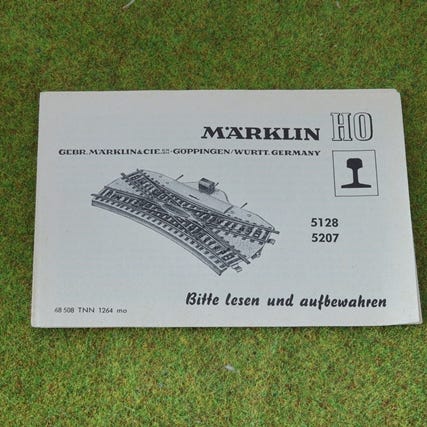 MÄRKLIN HO
GEBR. MÄRKLIN & CIE. GÖPPINGEN/WÜRTT. GERMANY
5128
5207
Bitte lesen und aufbewahren
68 508 TNN 1264 mo